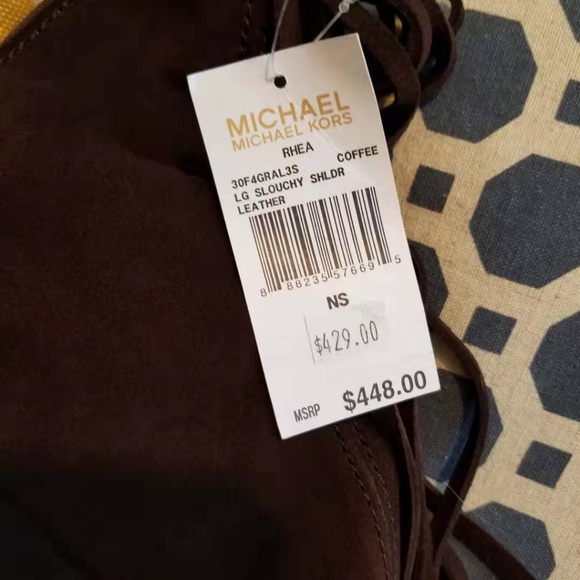 MICHAEL
MICHAEL KORS
RHEA
30F4GRAL3S COFFEE
LG SLOUCHY SHLDR
LEATHER
8 88235 57669 5
NS
$429.00
MSRP $448.00